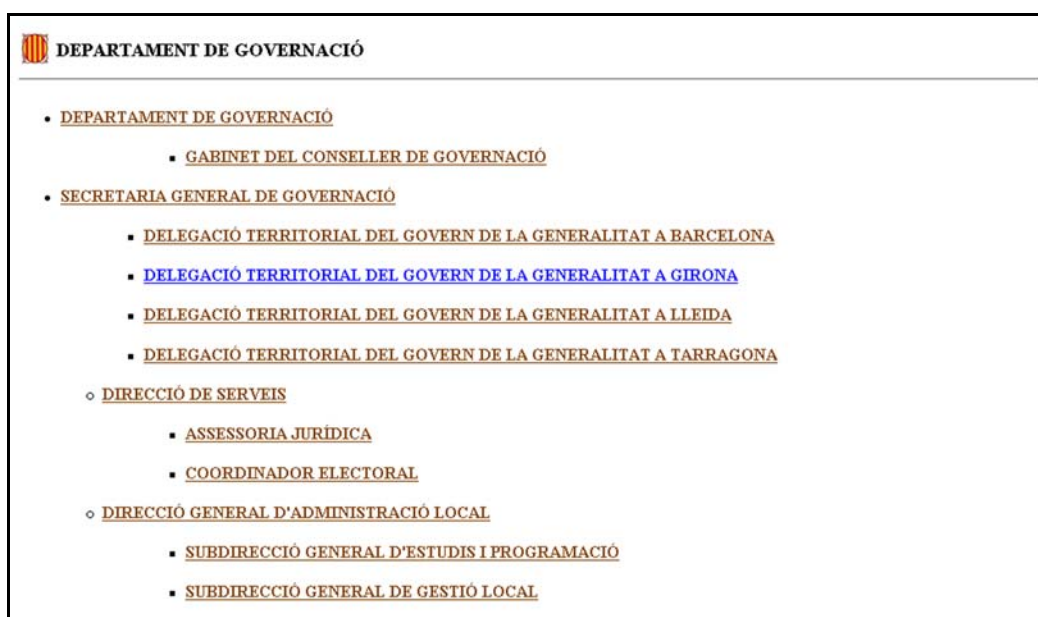 DEPARTAMENT DE GOVERNACIÓ
DEPARTAMENT DE GOVERNACIÓ
GABINET DEL CONSELLER DE GOVERNACIÓ
SECRETARIA GENERAL DE GOVERNACIÓ
DELEGACIÓ TERRITORIAL DEL GOVERN DE LA GENERALITAT A BARCELONA
DELEGACIÓ TERRITORIAL DEL GOVERN DE LA GENERALITAT A GIRONA
DELEGACIÓ TERRITORIAL DEL GOVERN DE LA GENERALITAT A LLEIDA
DELEGACIÓ TERRITORIAL DEL GOVERN DE LA GENERALITAT A TARRAGONA
DIRECCIÓ DE SERVEIS
ASSESSORIA JURÍDICA
COORDINADOR ELECTORAL
DIRECCIÓ GENERAL D'ADMINISTRACIÓ LOCAL
SUBDIRECCIÓ GENERAL D'ESTUDIS I PROGRAMACIÓ
SUBDIRECCIÓ GENERAL DE GESTIÓ LOCAL